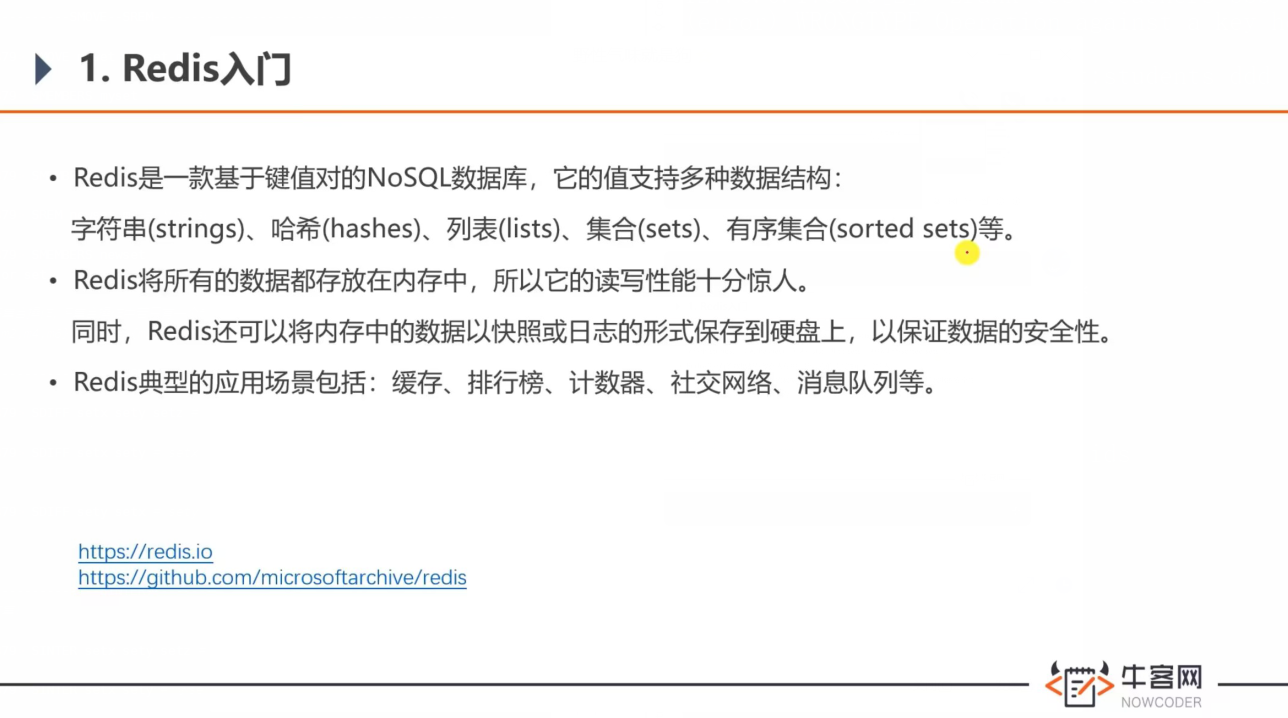 1. Redis入门
• Redis是一款基于键值对的NoSQL数据库，它的值支持多种数据结构：
字符串(strings)、哈希(hashes)、列表(lists)、集合(sets)、有序集合(sorted sets)等。
• Redis将所有的数据都存放在内存中，所以它的读写性能十分惊人。
同时，Redis还可以将内存中的数据以快照或日志的形式保存到硬盘上，以保证数据的安全性。
• Redis典型的应用场景包括：缓存、排行榜、计数器、社交网络、消息队列等。
https://redis.io
https://github.com/microsoftarchive/redis
牛客网
NOWCODER